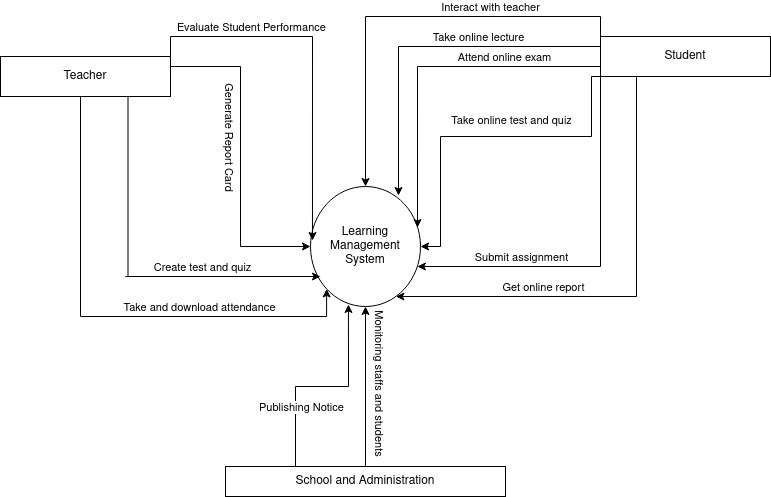 Interact with teacher
Evaluate Student Performance
Take online lecture
Attend online exam
Student
Teacher
Generate Report Card
Take online test and quiz
Learning
Management
System
Submit assignment
Create test and quiz
Get online report
Take and download attendance
Monitoring staffs and students
Publishing Notice
School and Administration